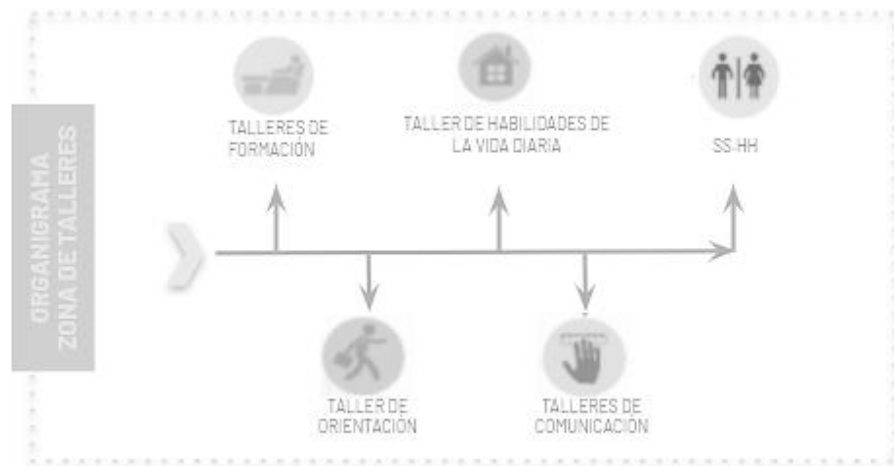 ORGANIGRAMA
ZONA DE TALLERES
TALLERES DE
FORMACIÓN
TALLER DE HABILIDADES DE
LA VIDA DIARIA
SS-HH
TALLER DE
ORIENTACIÓN
TALLERES DE
COMUNICACIÓN